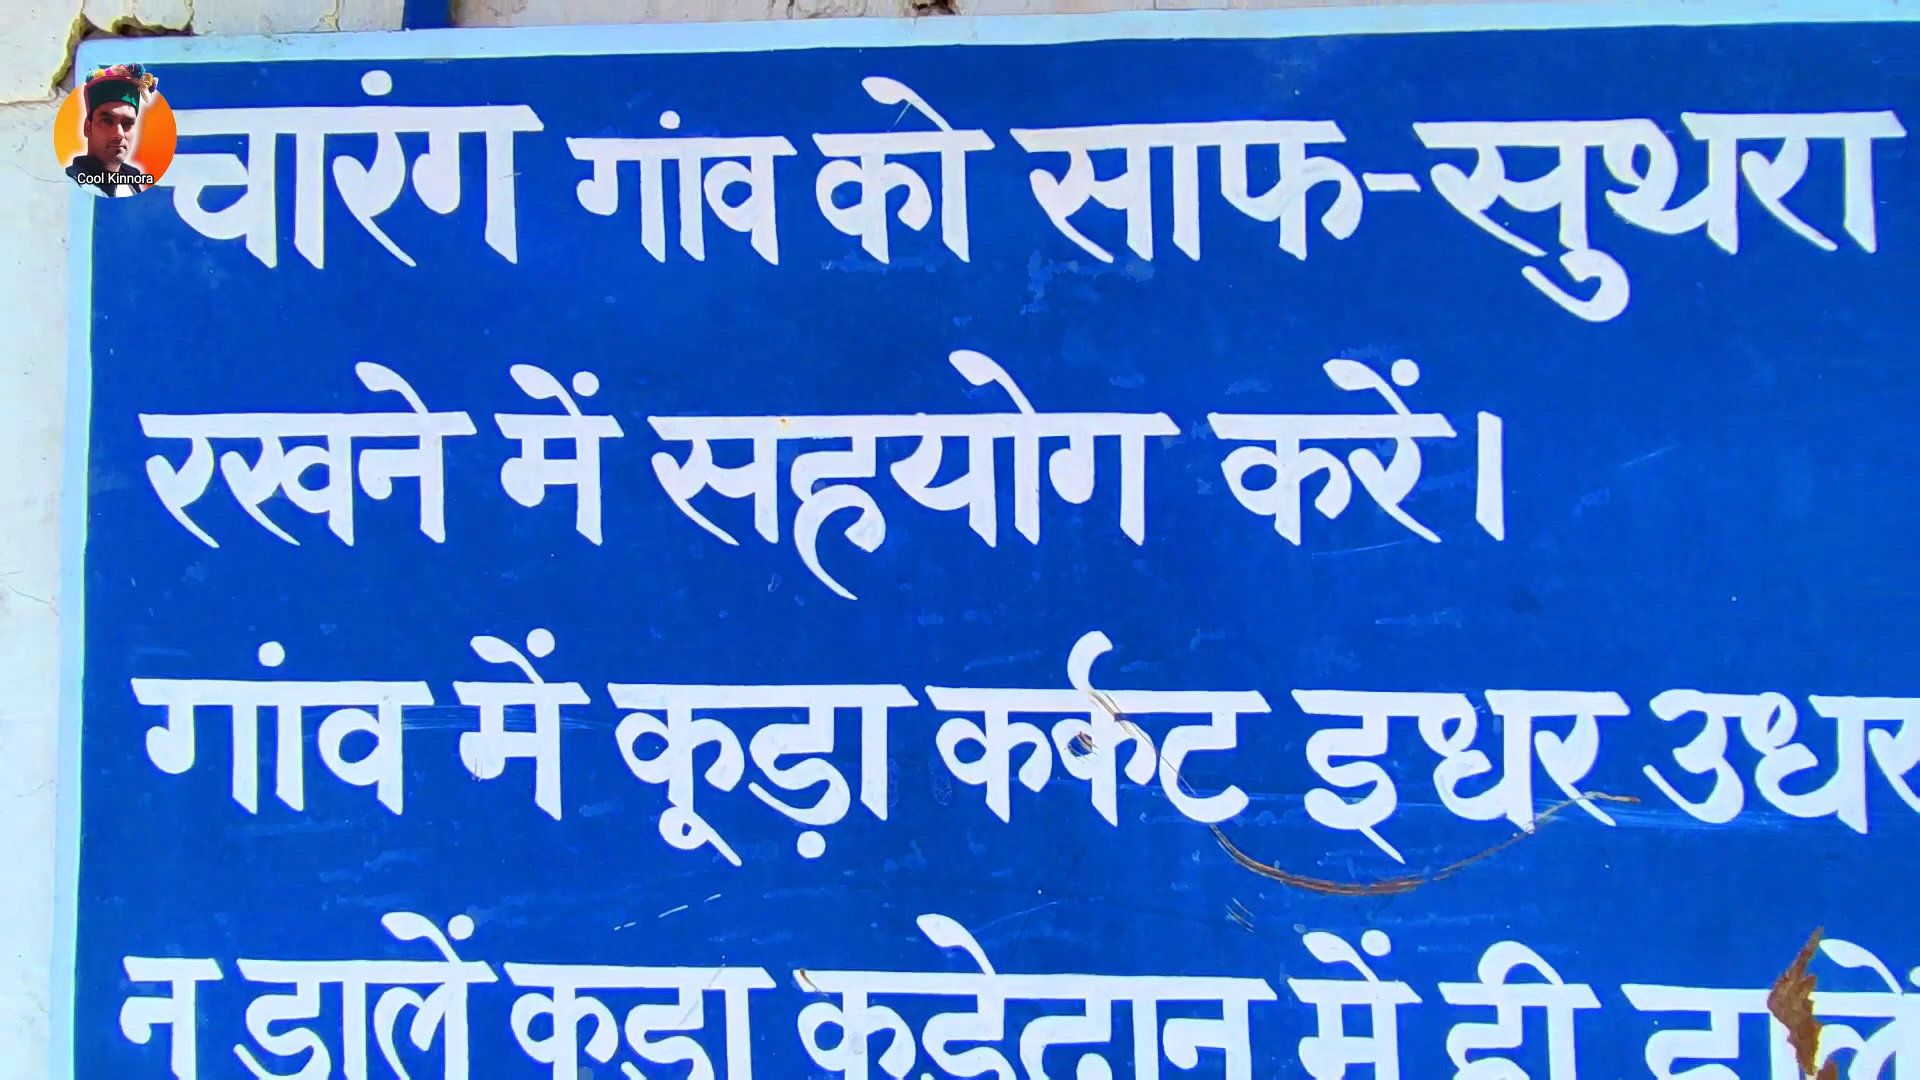 Cool Kinnora
चारंग गांव को साफ-सुथरा
रखने में सहयोग करें।
गांव में कूड़ा कर्कट इधर उधर
न डालें कूड़ा कूड़ेदान में ही डालें